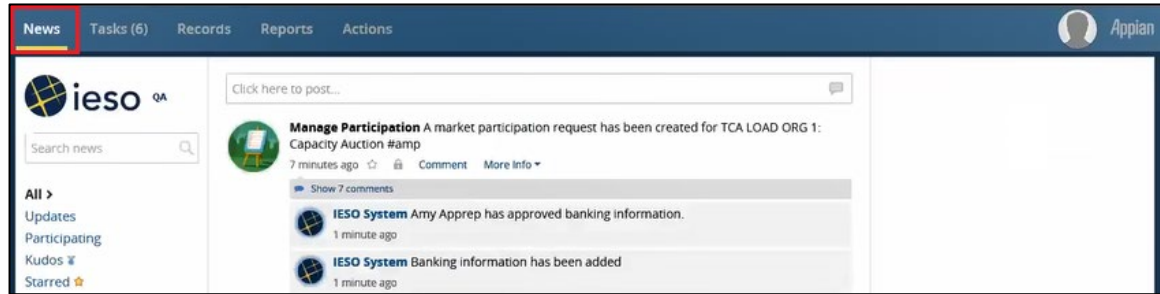 News Tasks (6) Records Reports Actions Appian
ieso QA
Search news
All >
Updates
Participating
Kudos
Starred
Click here to post...
Manage Participation A market participation request has been created for TCA LOAD ORG 1:
Capacity Auction #amp
7 minutes ago Comment More Info
Show 7 comments
IESO System Amy Apprep has approved banking information.
1 minute ago
IESO System Banking information has been added
1 minute ago